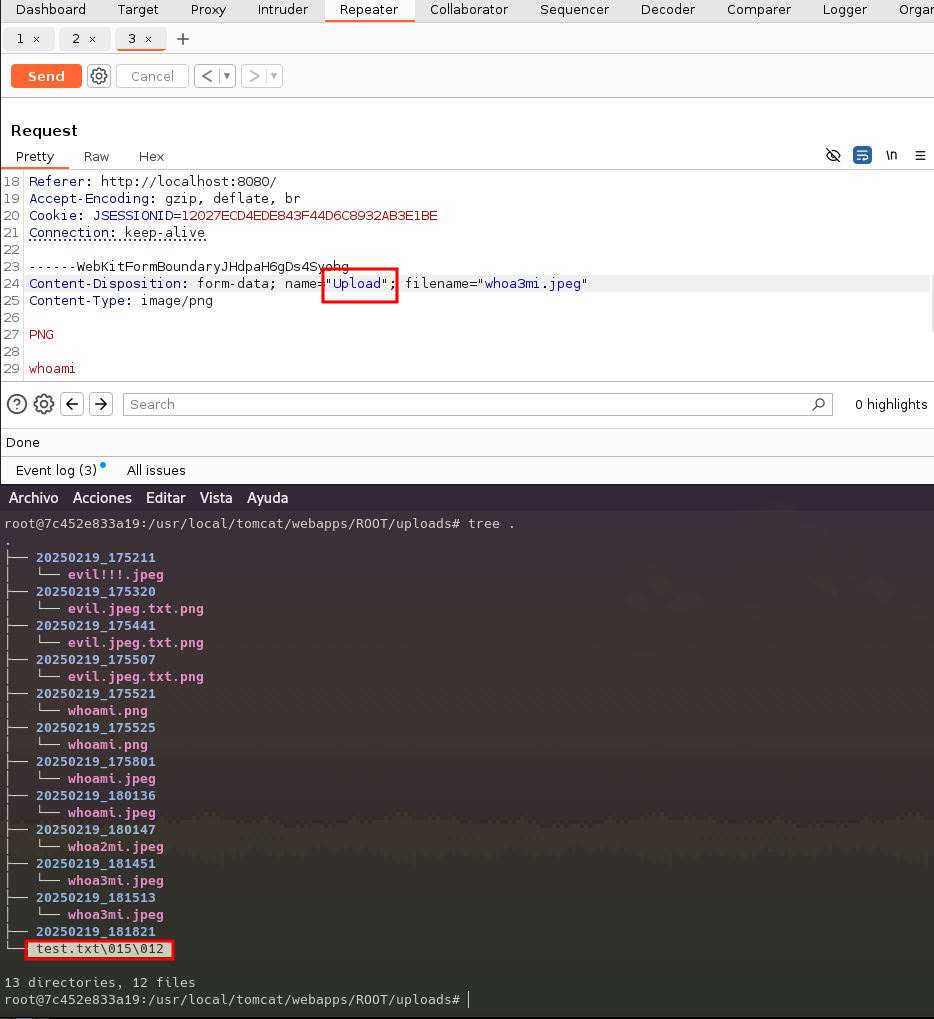 Dashboard Target Proxy Intruder Repeater Collaborator Sequencer Decoder Comparer Logger Organ
1 × 2 × 3 × +
Send Cancel < ▾ > ▾
Request
Pretty Raw Hex \n
18 Referer: http://localhost:8080/
19 Accept-Encoding: gzip, deflate, br
20 Cookie: JSESSIONID=12027ECD4EDE843F44D6C8932AB3E1BE
21 Connection: keep-alive
22
23 ------WebKitFormBoundaryJHdpaH6gDs4Syohg
24 Content-Disposition: form-data; name="Upload"; filename="whoa3mi.jpeg"
25 Content-Type: image/png
26
27 PNG
28
29 whoami
? Search 0 highlights
Done
Event log (3) All issues
Archivo Acciones Editar Vista Ayuda
root@7c452e833a19:/usr/local/tomcat/webapps/ROOT/uploads# tree .
.
├── 20250219_175211
│   └── evil!!!.jpeg
├── 20250219_175320
│   └── evil.jpeg.txt.png
├── 20250219_175441
│   └── evil.jpeg.txt.png
├── 20250219_175507
│   └── evil.jpeg.txt.png
├── 20250219_175521
│   └── whoami.png
├── 20250219_175525
│   └── whoami.png
├── 20250219_175801
│   └── whoami.jpeg
├── 20250219_180136
│   └── whoami.jpeg
├── 20250219_180147
│   └── whoa2mi.jpeg
├── 20250219_181451
│   └── whoa3mi.jpeg
├── 20250219_181513
│   └── whoa3mi.jpeg
├── 20250219_181821
└── test.txt\015\012
13 directories, 12 files
root@7c452e833a19:/usr/local/tomcat/webapps/ROOT/uploads#